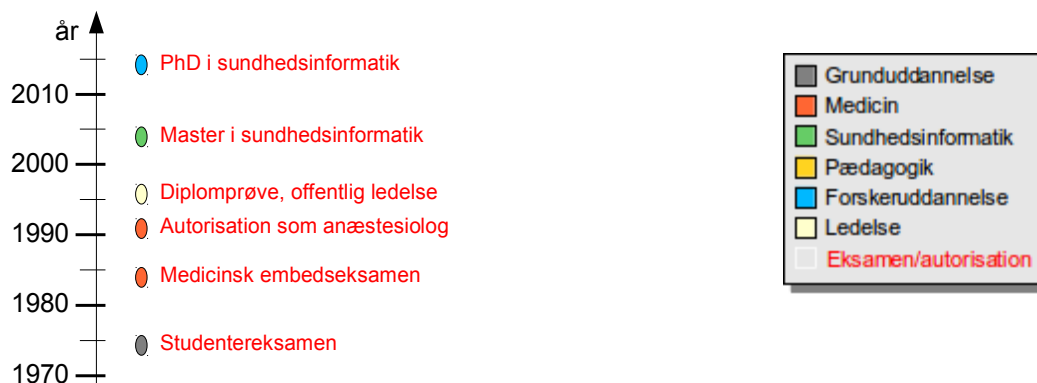 år
PhD i sundhedsinformatik
2010
Master i sundhedsinformatik
2000
Diplomprøve, offentlig ledelse
Autorisation som anæstesiolog
1990
Medicinsk embedseksamen
1980
Studentereksamen
1970
Grunduddannelse
Medicin
Sundhedsinformatik
Pædagogik
Forskeruddannelse
Ledelse
Eksamen/autorisation